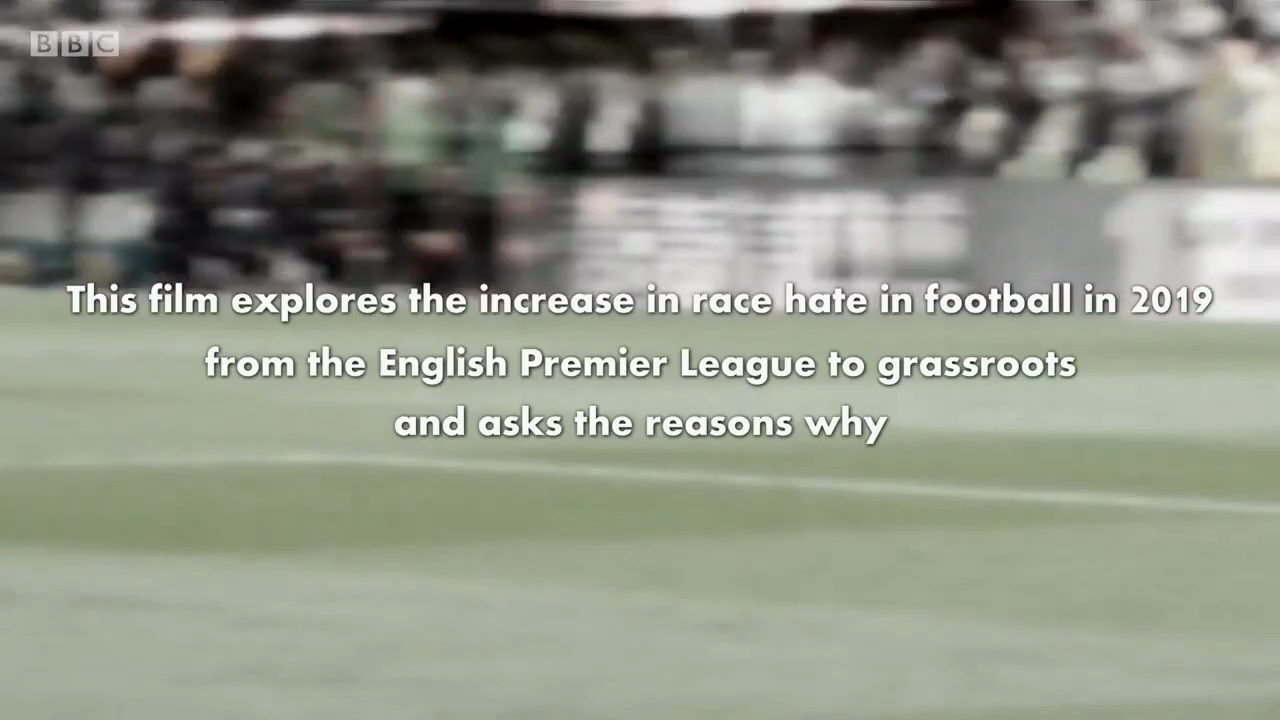 BBC
This film explores the increase in race hate in football in 2019
from the English Premier League to grassroots
and asks the reasons why